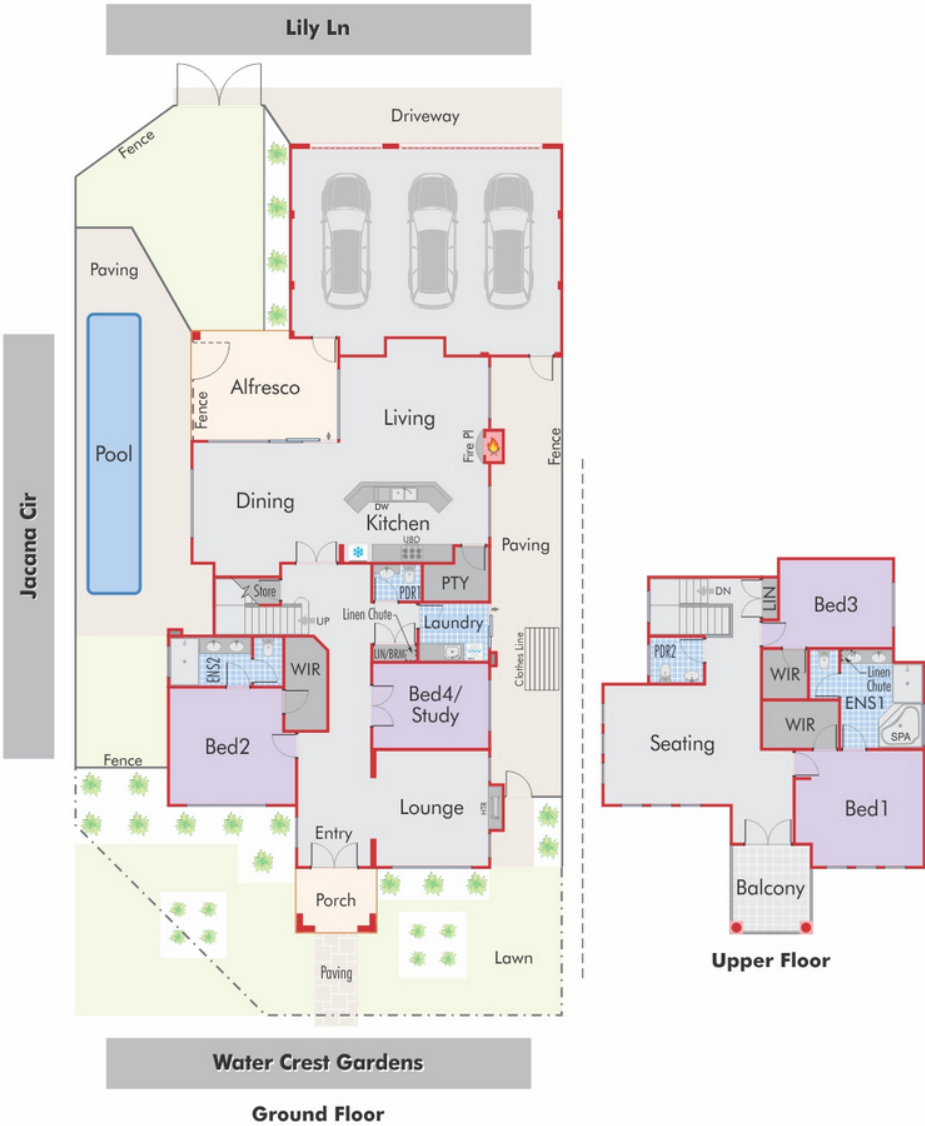 Lily Ln
Driveway
Fence
Paving
Alfresco
Fence
Living
Fire Pl
Fence
Jacana Cir
Pool
Dining
DW
Kitchen
UBO
Paving
Store
PDR1
PTY
UP
Linen Chute
Laundry
LIN/BRM
Clothes Line
ENS2
WIR
Bed4/
Study
Bed2
Fence
Lounge
HTR
Entry
Porch
Paving
Lawn
Water Crest Gardens
Ground Floor
DN
LIN
Bed3
PDR2
WIR
Linen
Chute
ENS1
WIR
SPA
Seating
Bed1
Balcony
Upper Floor